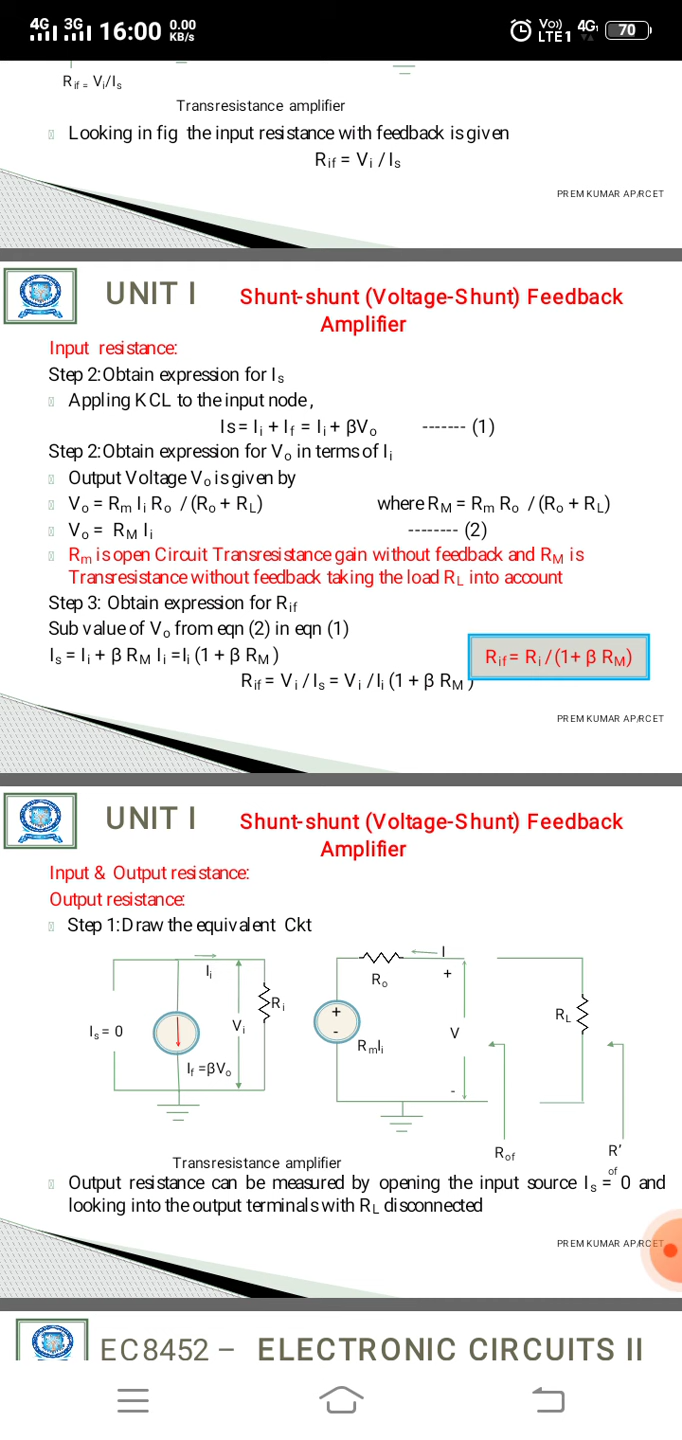 4G 3G 16:00 0.00 KB/s Vo)) LTE1 4G 70
R if = Vi/Is
Transresistance amplifier
Looking in fig the input resistance with feedback is given
Rif = Vi / Is
PREMKUMAR AP/RCET
UNIT I Shunt-shunt (Voltage-Shunt) Feedback
Amplifier
Input resistance:
Step 2:Obtain expression for Is
Appling KCL to the input node,
Is= Ii + If = Ii + βVo ------- (1)
Step 2:Obtain expression for Vo in terms of Ii
Output Voltage Vo is given by
Vo = Rm Ii Ro / (Ro + RL) where RM = Rm Ro / (Ro + RL)
Vo = RM Ii -------- (2)
Rm is open Circuit Transresistance gain without feedback and RM is
Transresistance without feedback taking the load RL into account
Step 3: Obtain expression for Rif
Sub value of Vo from eqn (2) in eqn (1)
Is = Ii + β RM Ii =Ii (1 + β RM )
Rif = Ri / (1+ β RM)
Rif = Vi / Is = Vi / Ii (1 + β RM )
PREMKUMAR AP/RCET
UNIT I Shunt-shunt (Voltage-Shunt) Feedback
Amplifier
Input & Output resistance:
Output resistance:
Step 1:Draw the equivalent Ckt
Ii
Ri
Is = 0
Vi
If =βVo
Ro
I
+
-
RmIi
+
V
-
RL
Rof
R'of
Transresistance amplifier
Output resistance can be measured by opening the input source Is = 0 and
looking into the output terminals with RL disconnected
PREMKUMAR AP/RCET
EC8452 – ELECTRONIC CIRCUITS II